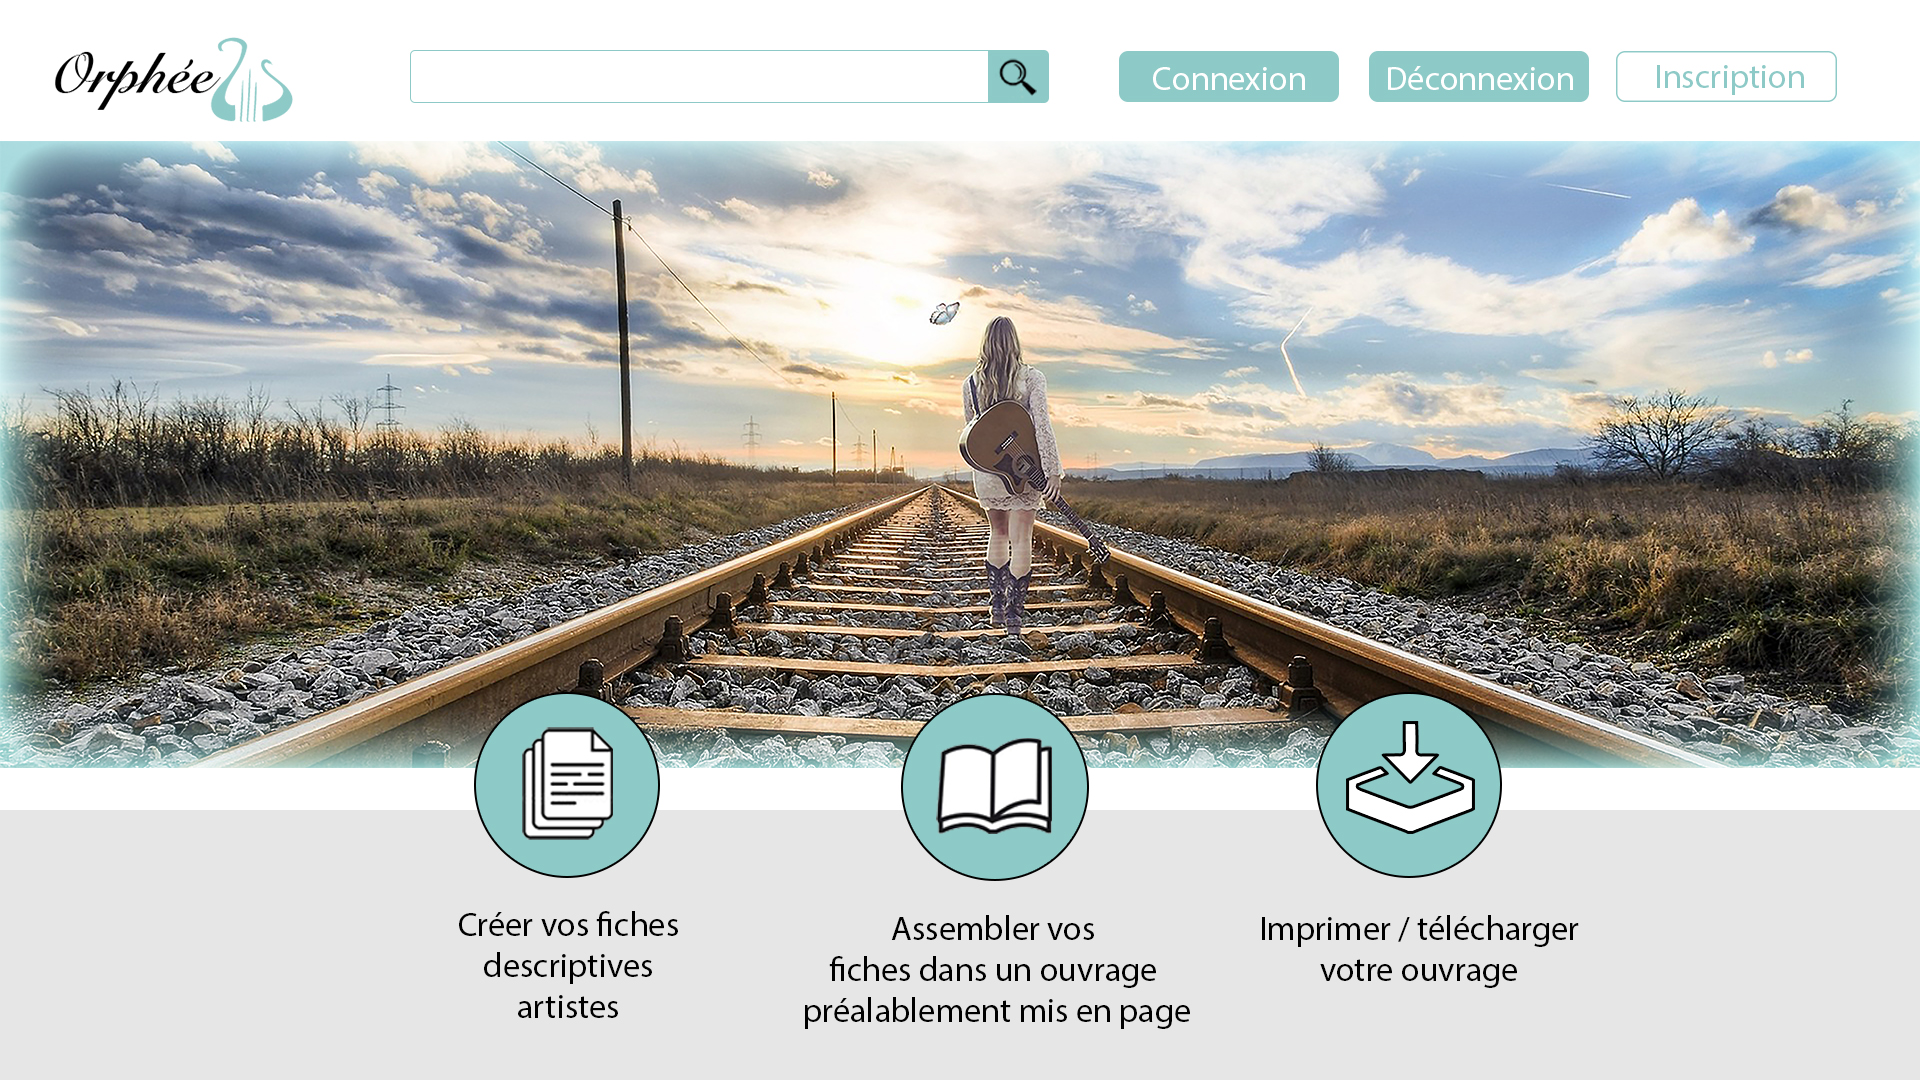 Orphée
Connexion
Déconnexion
Inscription
Créer vos fiches
descriptives
artistes
Assembler vos
fiches dans un ouvrage
préalablement mis en page
Imprimer / télécharger
votre ouvrage